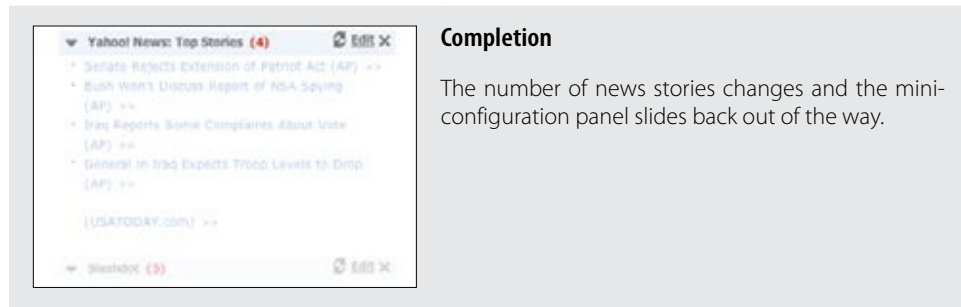 Yahoo! News: Top Stories (4) Edit X
Senate Rejects Extension of Patriot Act (AP) >>
Bush Won't Discuss Report of NSA Spying
(AP) >>
Iraq Reports Some Complaints About Vote
(AP) >>
General in Iraq Expects Troop Levels to Drop
(AP) >>
(USATODAY.com) >>
Slashdot (5) Edit X
Completion
The number of news stories changes and the mini-
configuration panel slides back out of the way.